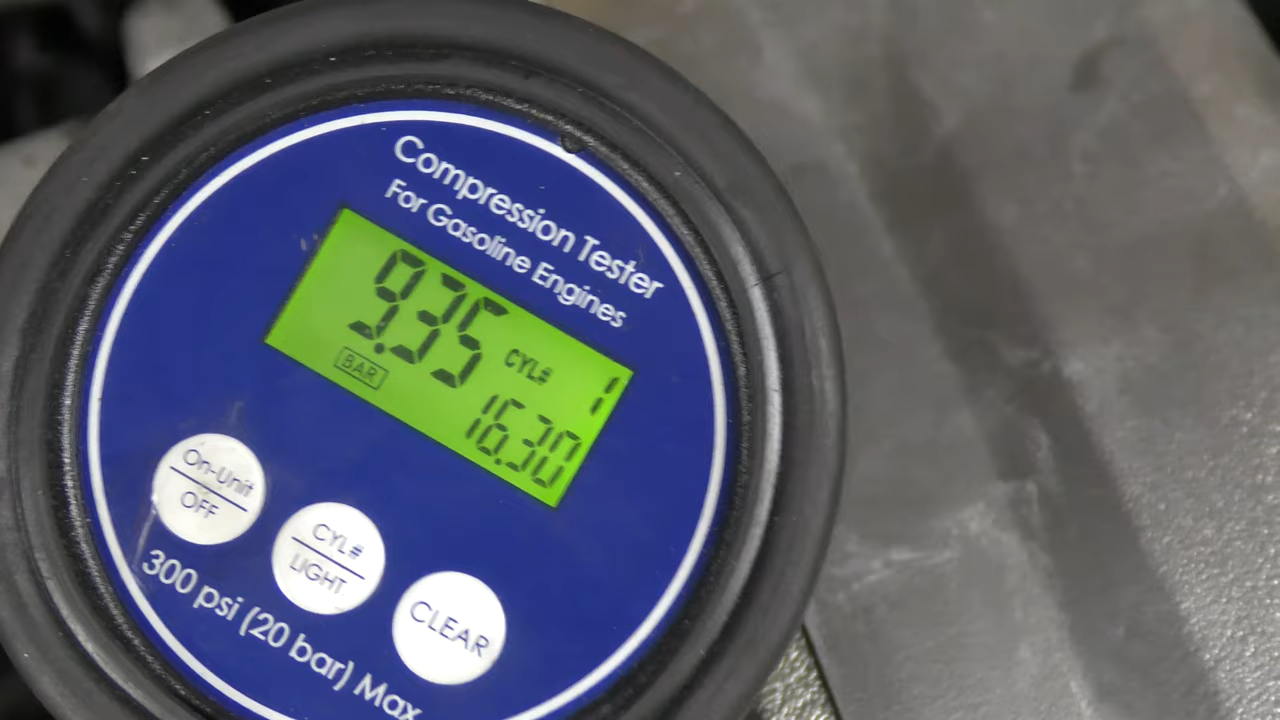 Compression Tester
For Gasoline Engines
9.35 CYL# 1
BAR
16.30
On-Unit
OFF
CYL#
LIGHT
CLEAR
300 psi (20 bar) Max